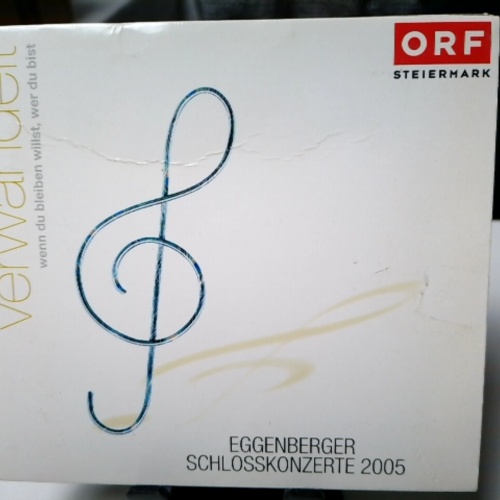 ORF
STEIERMARK
verwandelt
wenn du bleiben willst, wer du bist
EGGENBERGER
SCHLOSSKONZERTE 2005